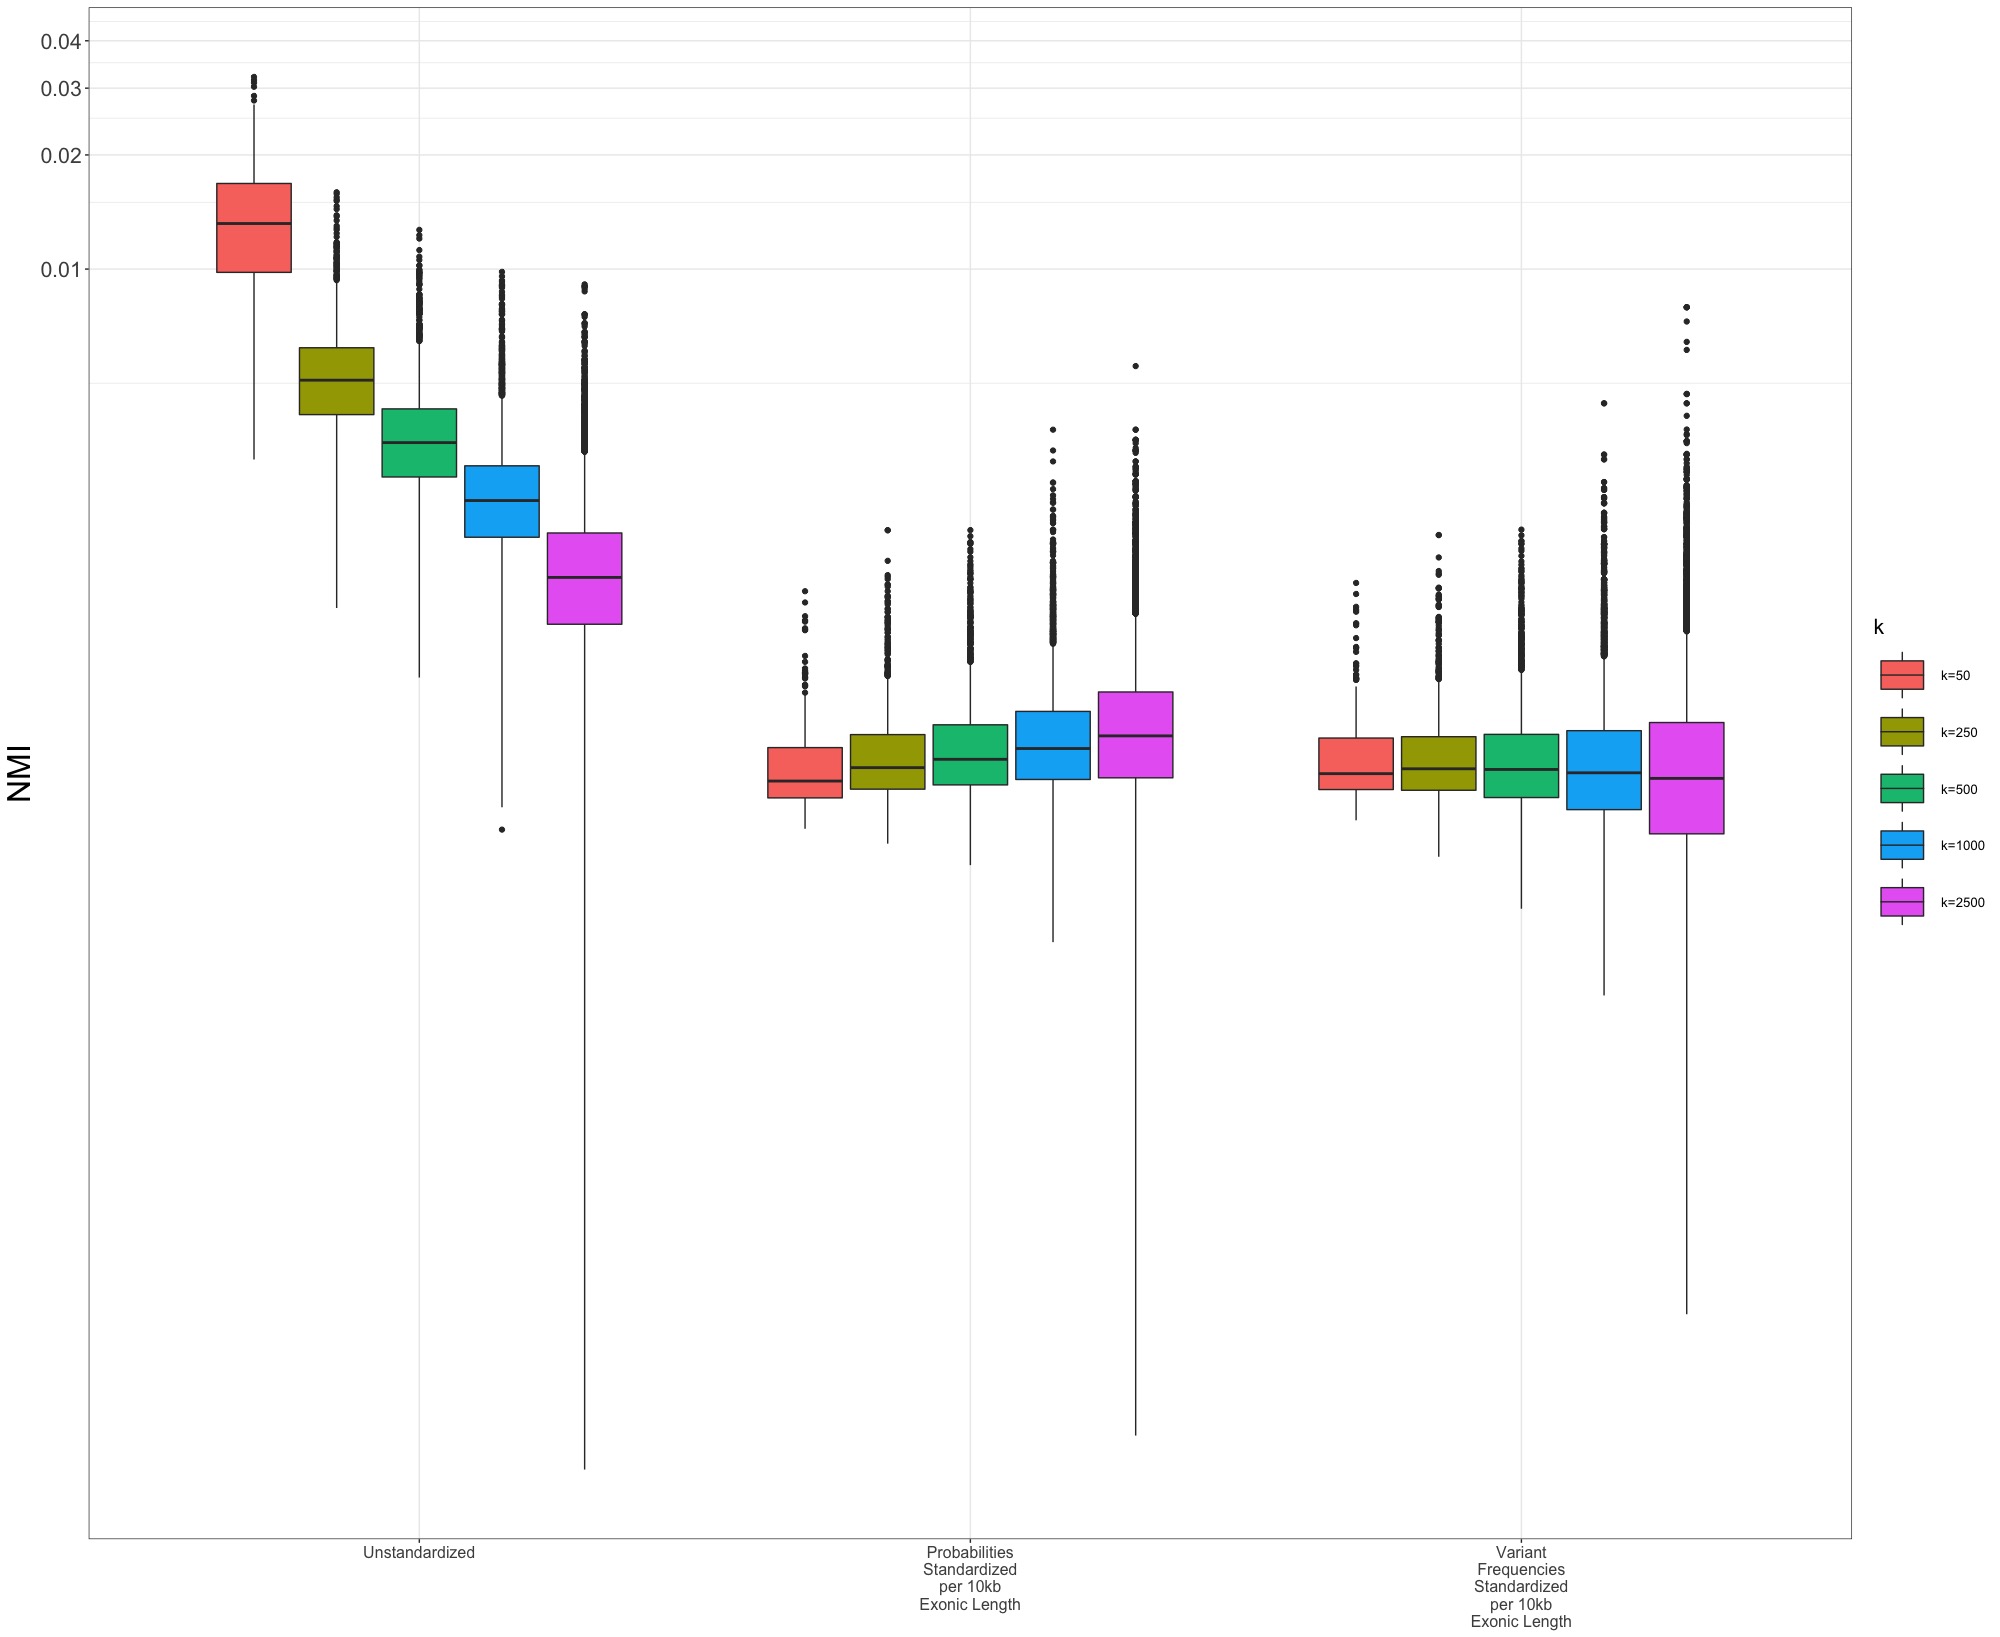 0.04
0.03
0.02
0.01
NMI
Unstandardized
Probabilities
Standardized
per 10kb
Exonic Length
Variant
Frequencies
Standardized
per 10kb
Exonic Length
k
k=50
k=250
k=500
k=1000
k=2500